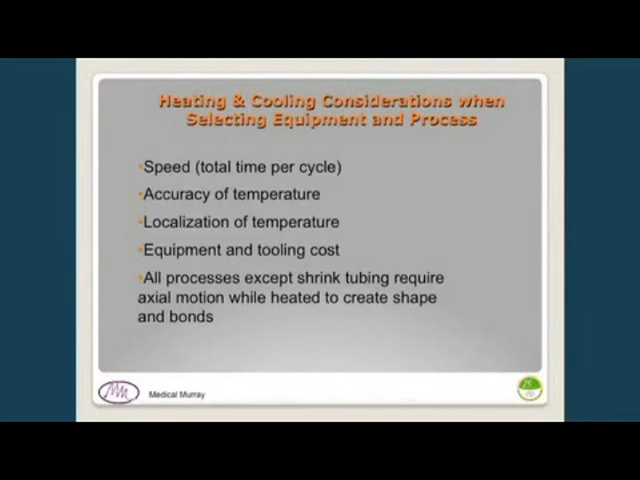 Heating & Cooling Considerations when
Selecting Equipment and Process
•Speed (total time per cycle)
•Accuracy of temperature
•Localization of temperature
•Equipment and tooling cost
•All processes except shrink tubing require
axial motion while heated to create shape
and bonds
MM
Medical Murray